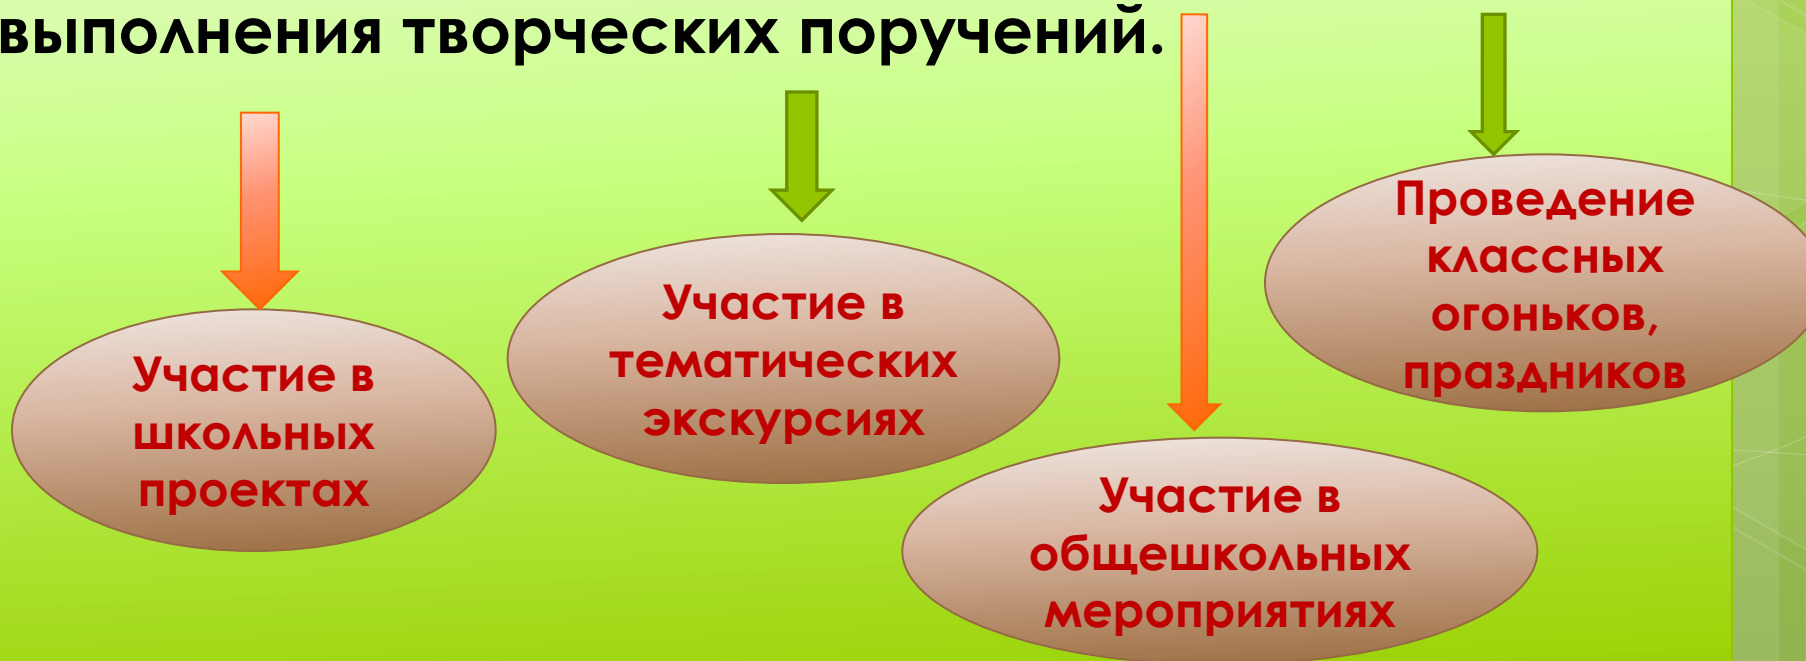 выполнения творческих поручений.
Участие в
школьных
проектах
Участие в
тематических
экскурсиях
Участие в
общешкольных
мероприятиях
Проведение
классных
огоньков,
праздников